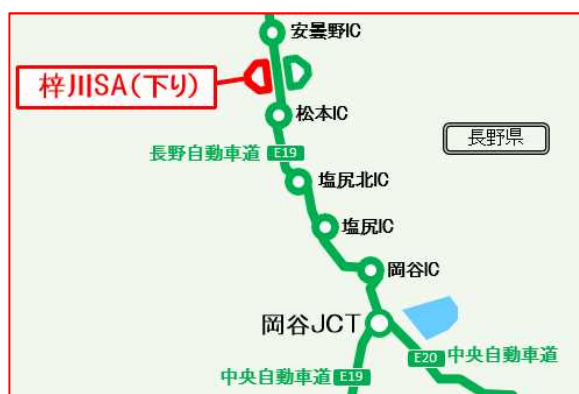 安曇野IC
梓川SA(下り)
松本IC
長野県
長野自動車道 E19
塩尻北IC
塩尻IC
岡谷IC
岡谷JCT
E20 中央自動車道
中央自動車道 E19